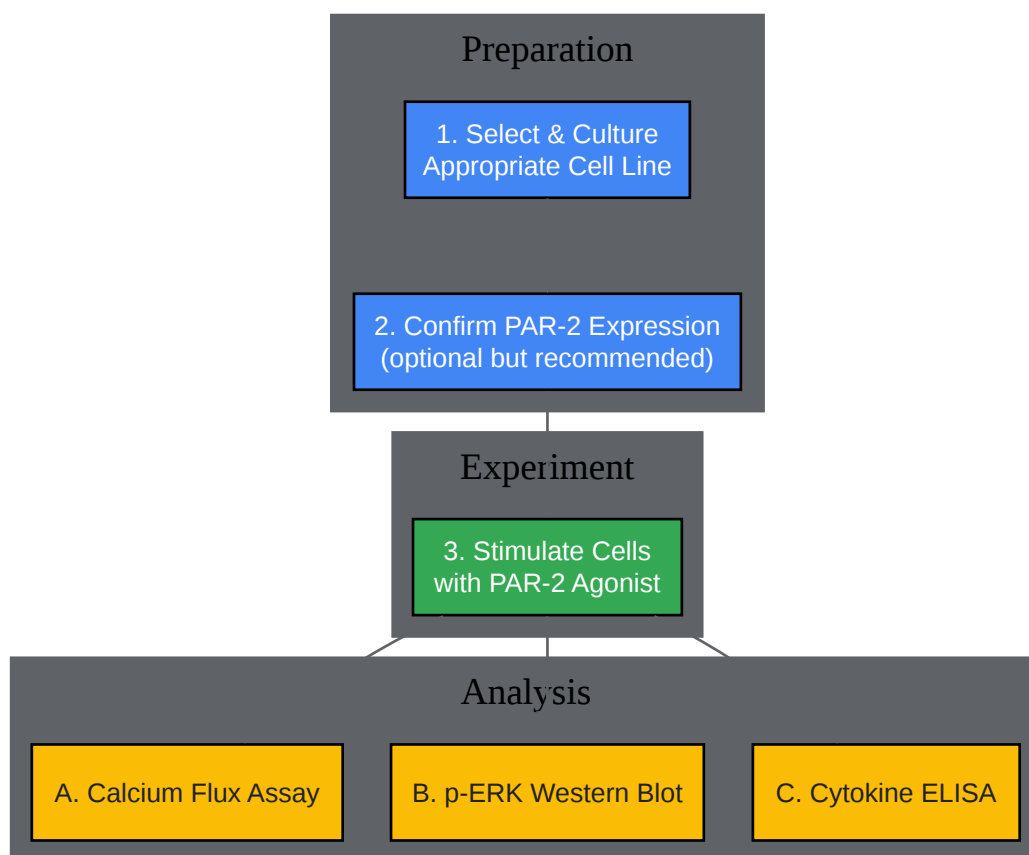 Preparation
1. Select & Culture
Appropriate Cell Line
2. Confirm PAR-2 Expression
(optional but recommended)
Experiment
3. Stimulate Cells
with PAR-2 Agonist
Analysis
A. Calcium Flux Assay
B. p-ERK Western Blot
C. Cytokine ELISA